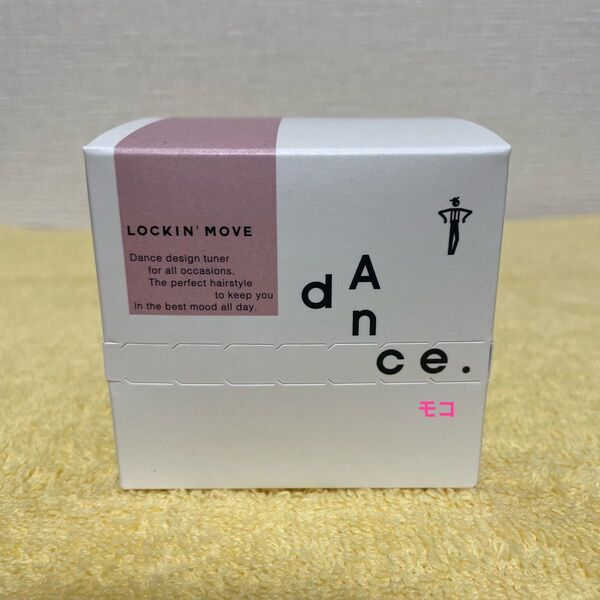 LOCKIN' MOVE
Dance design tuner
for all occasions.
The perfect hairstyle
to keep you
in the best mood all day.
dAnce.
モコ